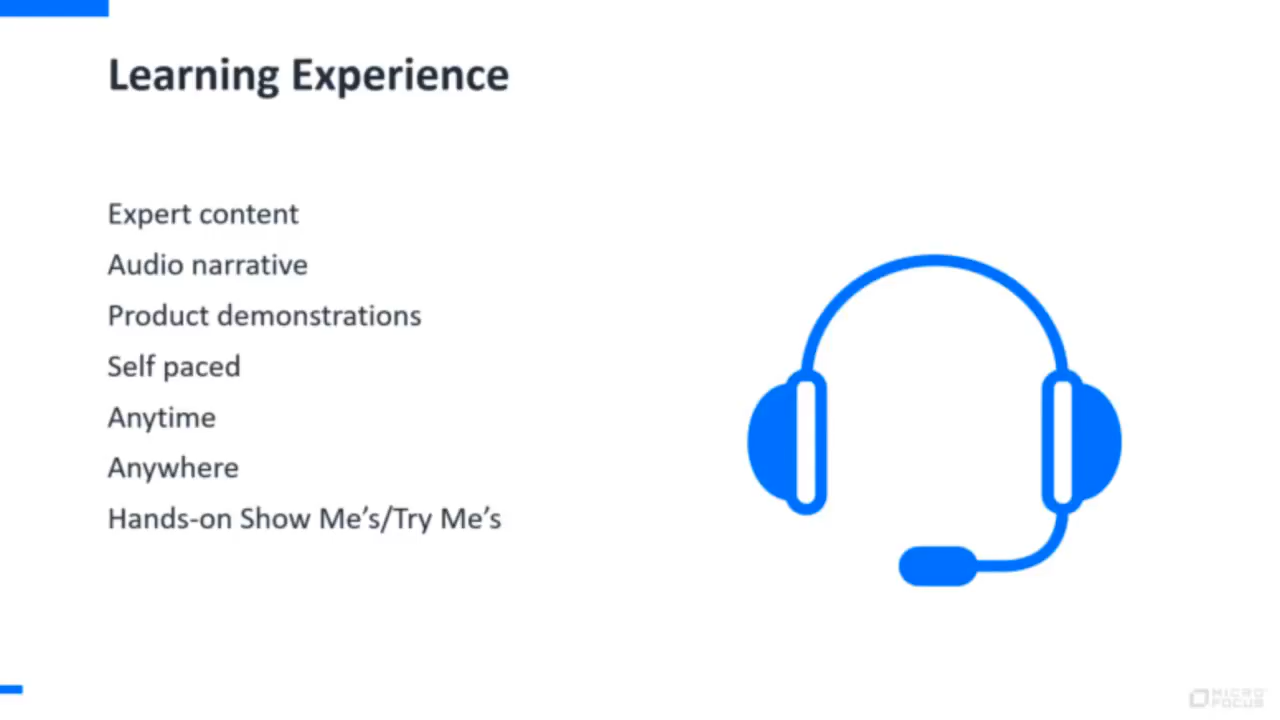 Learning Experience
Expert content
Audio narrative
Product demonstrations
Self paced
Anytime
Anywhere
Hands-on Show Me’s/Try Me’s
MICRO
FOCUS